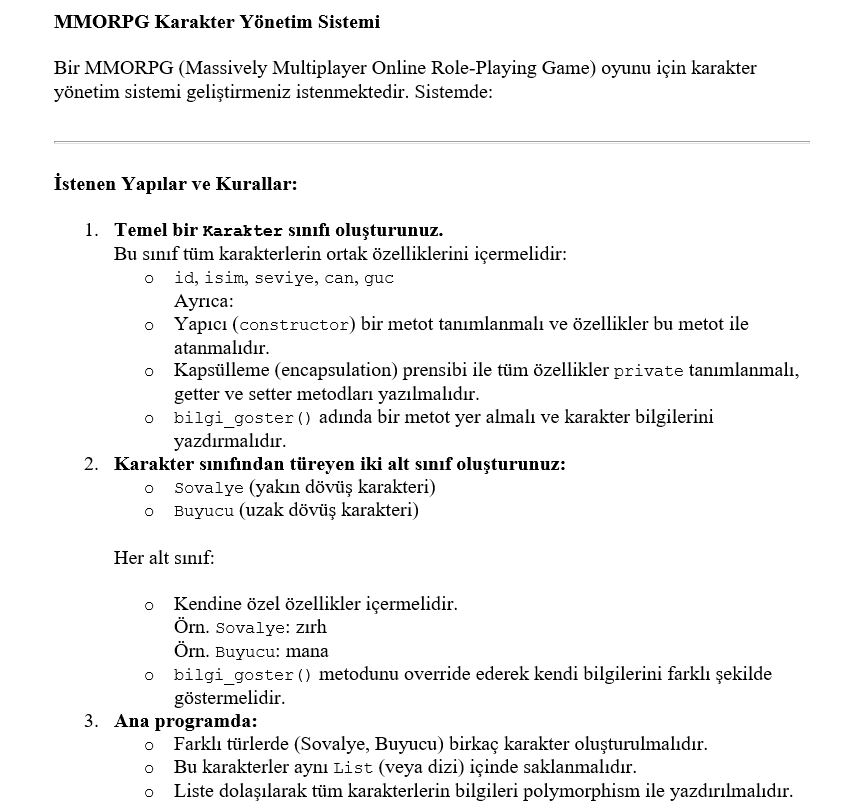 MMORPG Karakter Yönetim Sistemi
Bir MMORPG (Massively Multiplayer Online Role-Playing Game) oyunu için karakter
yönetim sistemi geliştirmeniz istenmektedir. Sistemde:
İstenen Yapılar ve Kurallar:
1. Temel bir Karakter sınıfı oluşturunuz.
Bu sınıf tüm karakterlerin ortak özelliklerini içermelidir:
o id, isim, seviye, can, guc
Ayrıca:
o Yapıcı (constructor) bir metot tanımlanmalı ve özellikler bu metot ile
atanmalıdır.
o Kapsülleme (encapsulation) prensibi ile tüm özellikler private tanımlanmalı,
getter ve setter metodları yazılmalıdır.
o bilgi_goster() adında bir metot yer almalı ve karakter bilgilerini
yazdırmalıdır.
2. Karakter sınıfından türeyen iki alt sınıf oluşturunuz:
o Sovalye (yakın dövüş karakteri)
o Buyucu (uzak dövüş karakteri)
Her alt sınıf:
o Kendine özel özellikler içermelidir.
Örn. Sovalye: zırh
Örn. Buyucu: mana
o bilgi_goster() metodunu override ederek kendi bilgilerini farklı şekilde
göstermelidir.
3. Ana programda:
o Farklı türlerde (Sovalye, Buyucu) birkaç karakter oluşturulmalıdır.
o Bu karakterler aynı List (veya dizi) içinde saklanmalıdır.
o Liste dolaşılarak tüm karakterlerin bilgileri polymorphism ile yazdırılmalıdır.